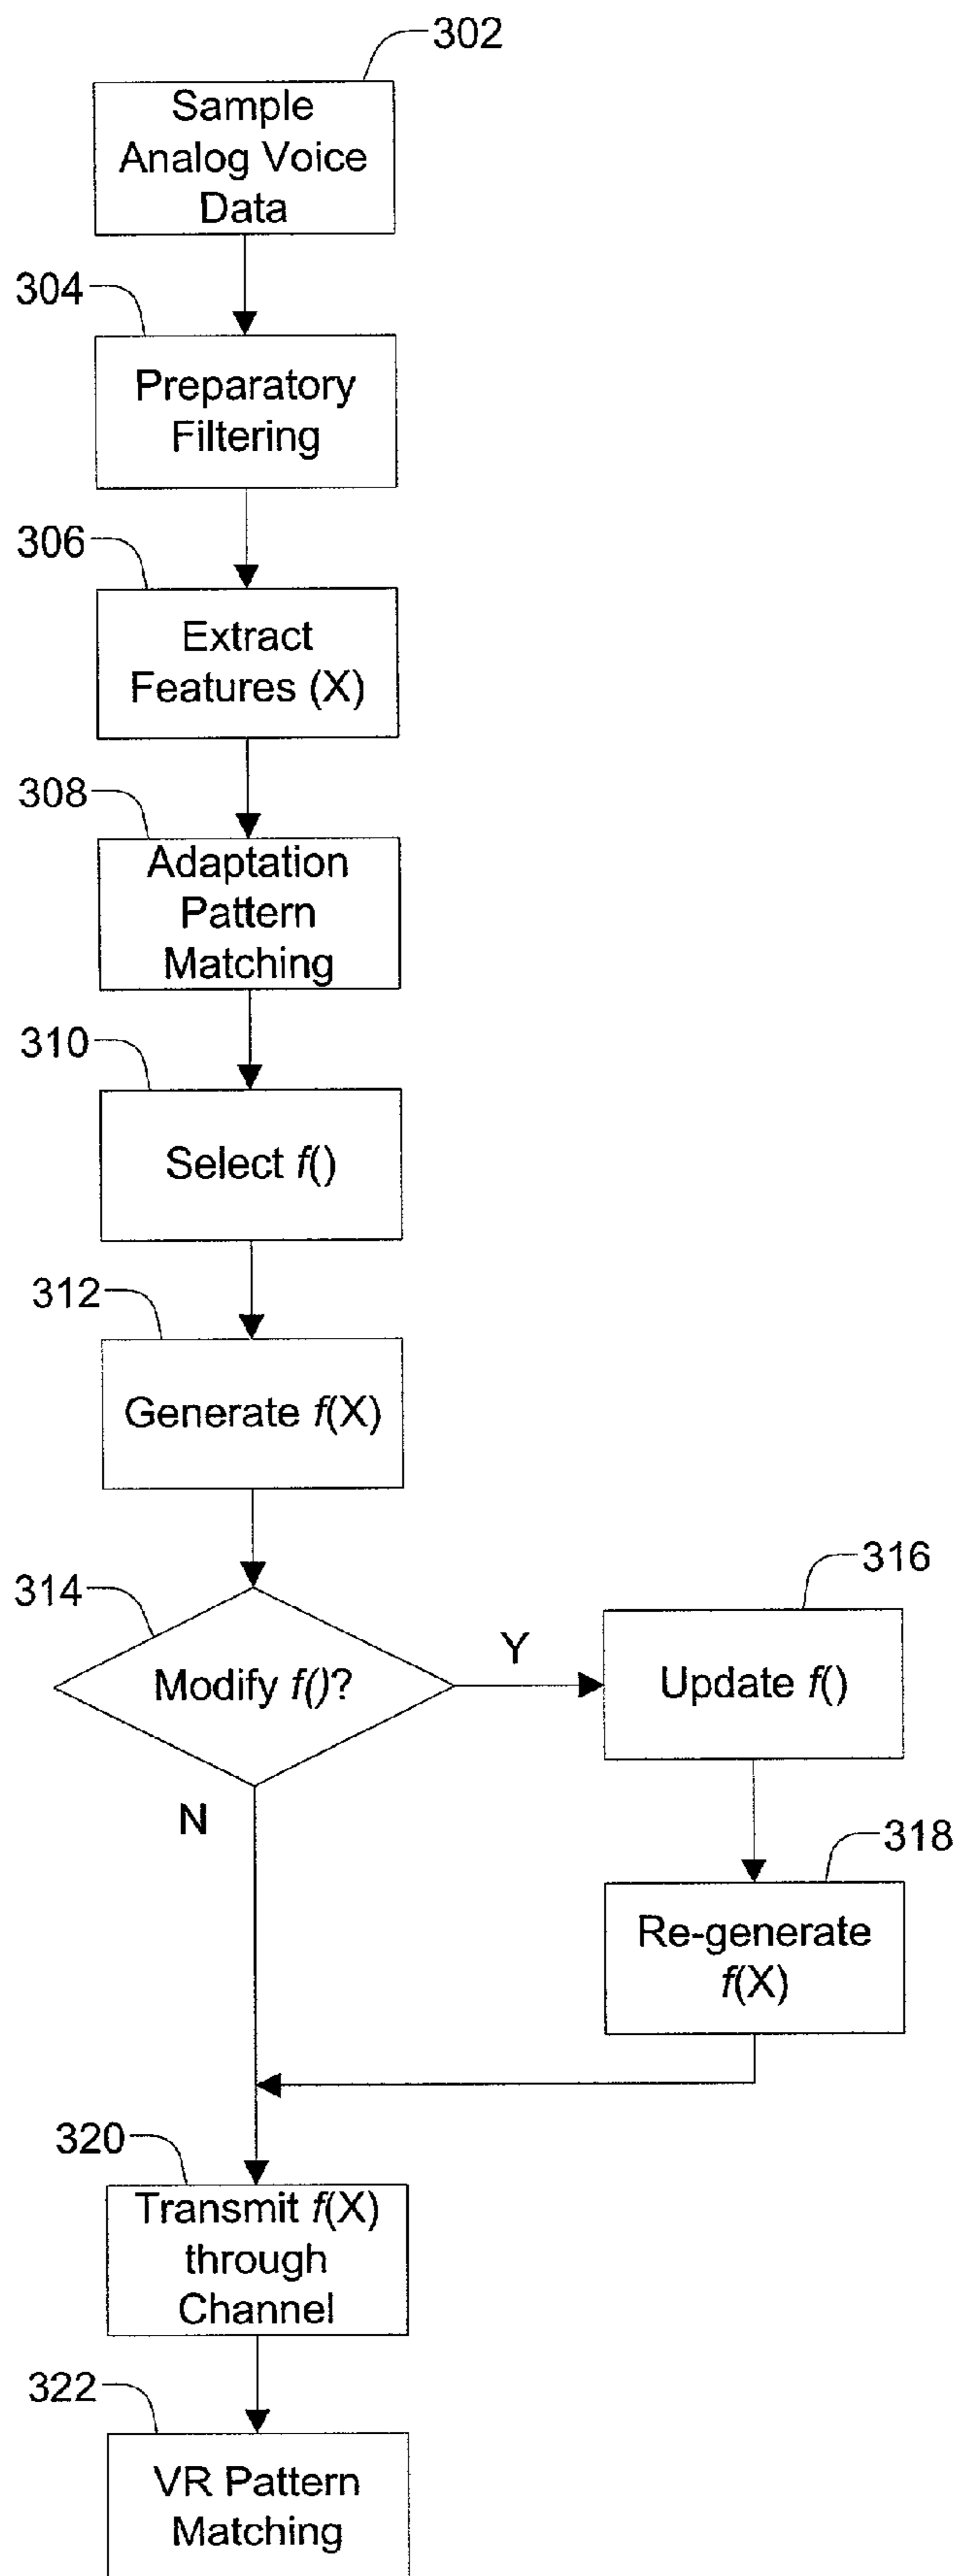 302
Sample
Analog Voice
Data
304
Preparatory
Filtering
306
Extract
Features (X)
308
Adaptation
Pattern
Matching
310
Select f()
312
Generate f(X)
314
Modify f()?
Y
N
316
Update f()
318
Re-generate
f(X)
320
Transmit f(X)
through
Channel
322
VR Pattern
Matching